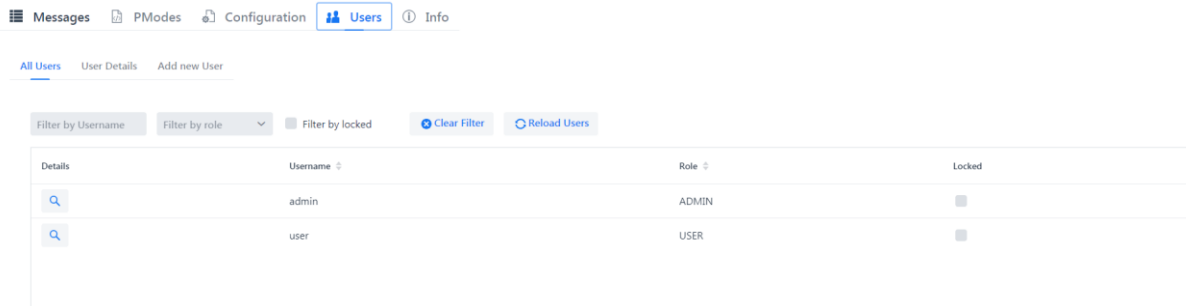 Messages PModes Configuration Users Info
All Users User Details Add new User
Filter by Username Filter by role Filter by locked Clear Filter Reload Users
Details Username Role Locked
admin ADMIN
user USER